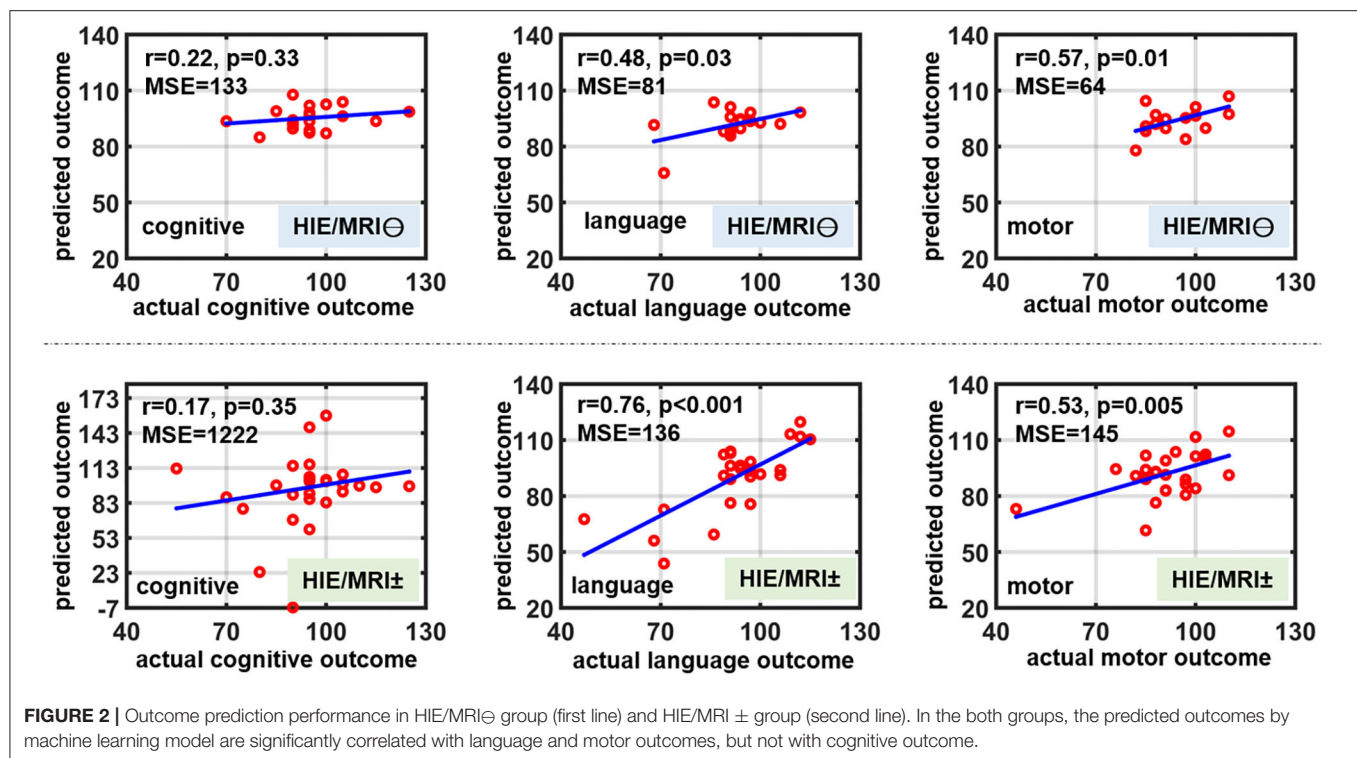 140
110
80
50
20
predicted outcome
r=0.22, p=0.33
MSE=133
cognitive
HIE/MRI⊖
40 70 100 130
actual cognitive outcome
140
110
80
50
20
predicted outcome
r=0.48, p=0.03
MSE=81
language
HIE/MRI⊖
40 70 100 130
actual language outcome
140
110
80
50
20
predicted outcome
r=0.57, p=0.01
MSE=64
motor
HIE/MRI⊖
40 70 100 130
actual motor outcome
173
143
113
83
53
23
-7
predicted outcome
r=0.17, p=0.35
MSE=1222
cognitive
HIE/MRI±
40 70 100 130
actual cognitive outcome
140
110
80
50
20
predicted outcome
r=0.76, p<0.001
MSE=136
language
HIE/MRI±
40 70 100 130
actual language outcome
140
110
80
50
20
predicted outcome
r=0.53, p=0.005
MSE=145
motor
HIE/MRI±
40 70 100 130
actual motor outcome
FIGURE 2 | Outcome prediction performance in HIE/MRI⊖ group (first line) and HIE/MRI ± group (second line). In the both groups, the predicted outcomes by
machine learning model are significantly correlated with language and motor outcomes, but not with cognitive outcome.